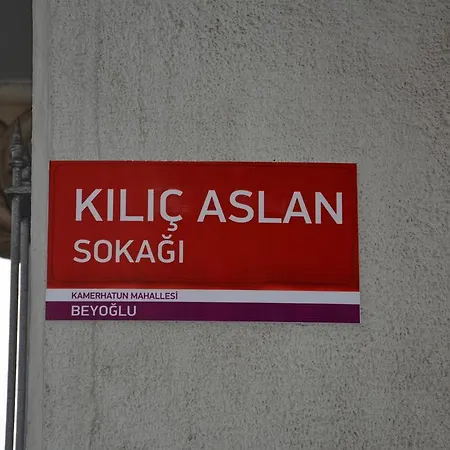 KILIÇ ASLAN
SOKAĞI
KAMERHATUN MAHALLESİ
BEYOĞLU